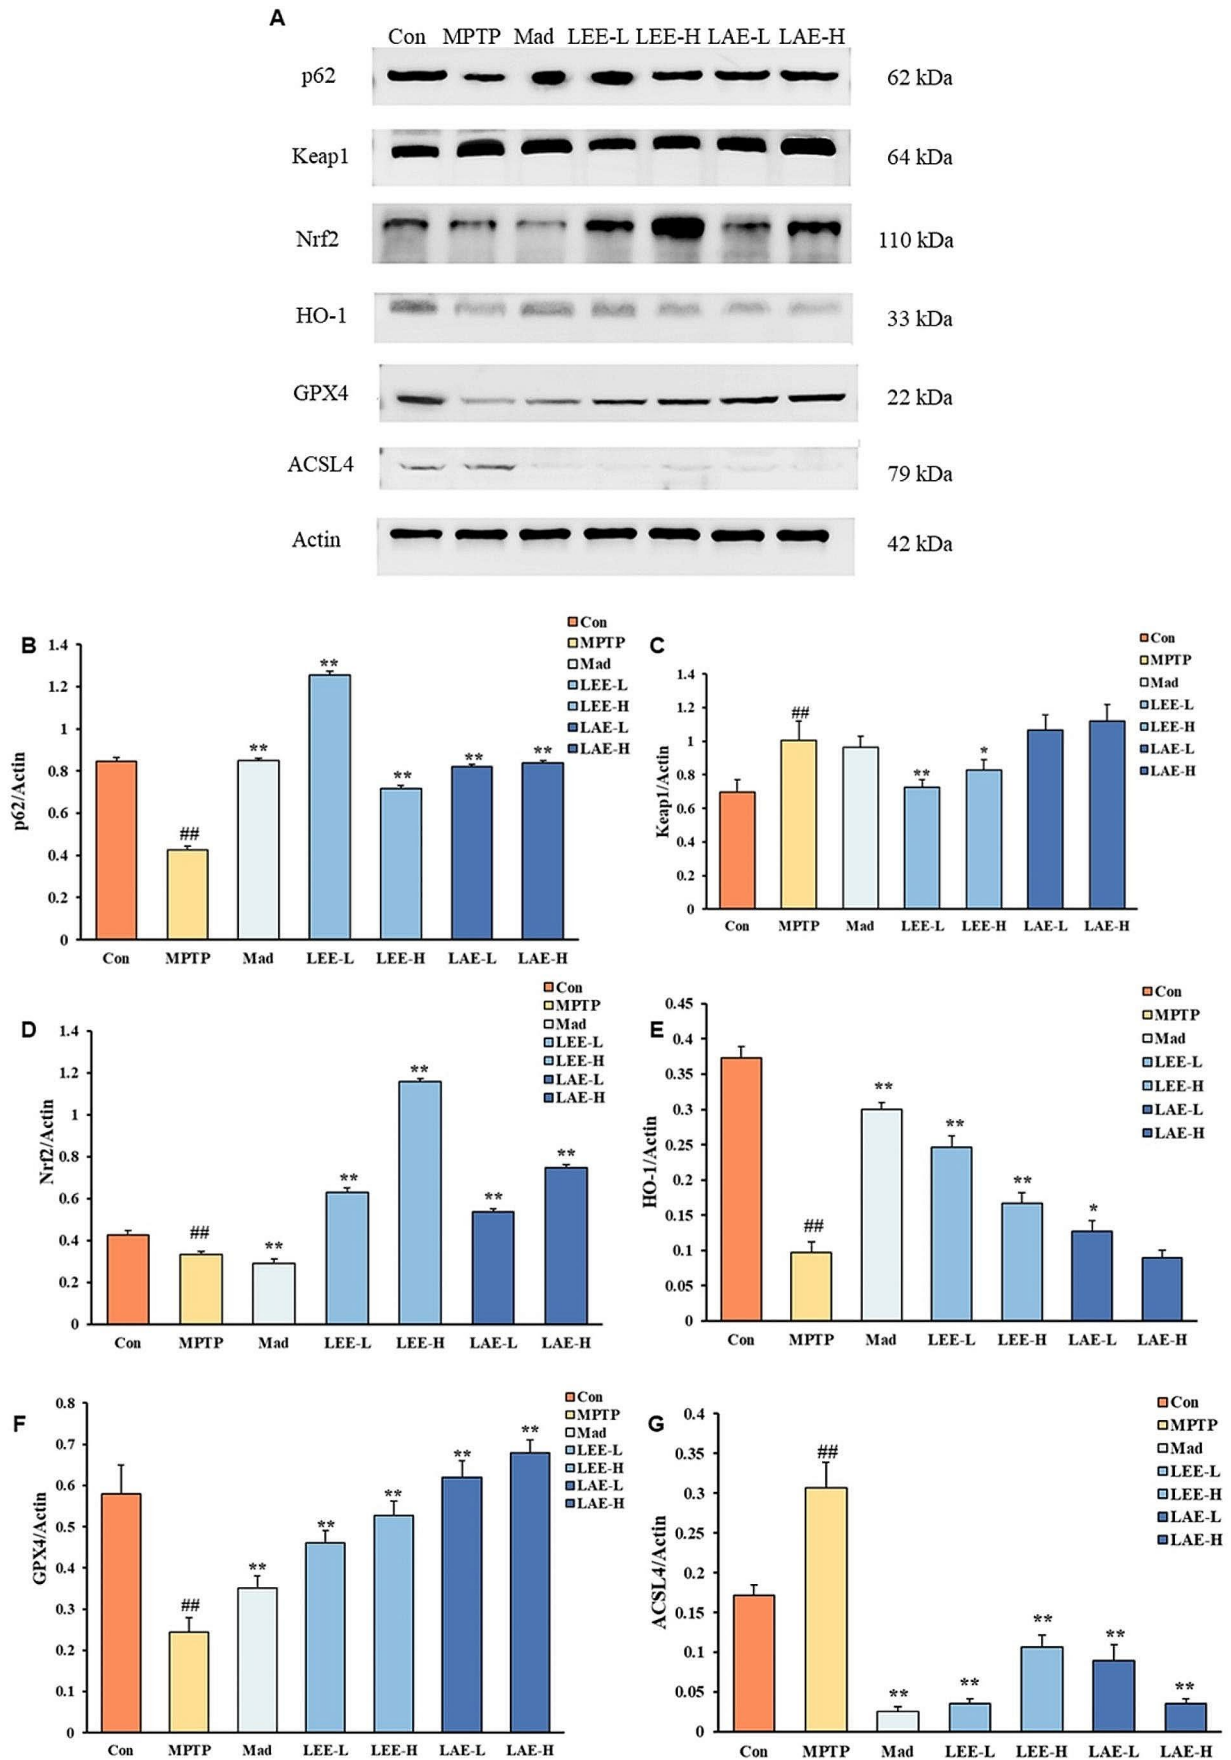 A
Con MPTP Mad LEE-L LEE-H LAE-L LAE-H
p62 62 kDa
Keap1 64 kDa
Nrf2 110 kDa
HO-1 33 kDa
GPX4 22 kDa
ACSL4 79 kDa
Actin 42 kDa
B
p62/Actin
1.4
1.2
1
0.8
0.6
0.4
0.2
0
##
**
**
**
**
**
Con MPTP Mad LEE-L LEE-H LAE-L LAE-H
Con
MPTP
Mad
LEE-L
LEE-H
LAE-L
LAE-H
C
Keap1/Actin
1.4
1.2
1
0.8
0.6
0.4
0.2
0
##
**
*
Con MPTP Mad LEE-L LEE-H LAE-L LAE-H
Con
MPTP
Mad
LEE-L
LEE-H
LAE-L
LAE-H
D
Nrf2/Actin
1.4
1.2
1
0.8
0.6
0.4
0.2
0
##
**
**
**
**
**
Con MPTP Mad LEE-L LEE-H LAE-L LAE-H
Con
MPTP
Mad
LEE-L
LEE-H
LAE-L
LAE-H
E
HO-1/Actin
0.45
0.4
0.35
0.3
0.25
0.2
0.15
0.1
0.05
0
##
**
**
**
*
Con MPTP Mad LEE-L LEE-H LAE-L LAE-H
Con
MPTP
Mad
LEE-L
LEE-H
LAE-L
LAE-H
F
GPX4/Actin
0.8
0.7
0.6
0.5
0.4
0.3
0.2
0.1
0
##
**
**
**
**
**
Con MPTP Mad LEE-L LEE-H LAE-L LAE-H
Con
MPTP
Mad
LEE-L
LEE-H
LAE-L
LAE-H
G
ACSL4/Actin
0.4
0.35
0.3
0.25
0.2
0.15
0.1
0.05
0
##
**
**
**
**
**
Con MPTP Mad LEE-L LEE-H LAE-L LAE-H
Con
MPTP
Mad
LEE-L
LEE-H
LAE-L
LAE-H